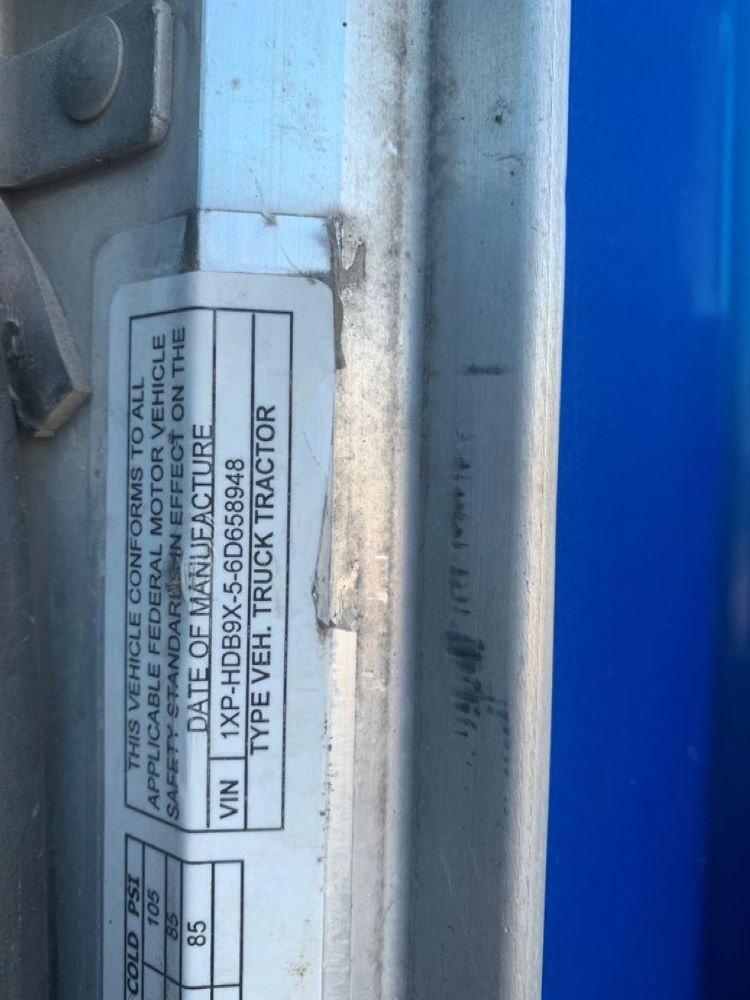 THIS VEHICLE CONFORMS TO ALL
APPLICABLE FEDERAL MOTOR VEHICLE
SAFETY STANDARD IN EFFECT ON THE
DATE OF MANUFACTURE
VIN 1XP-HDB9X-5-6D658948
TYPE VEH. TRUCK TRACTOR
COLD PSI
105
85
85